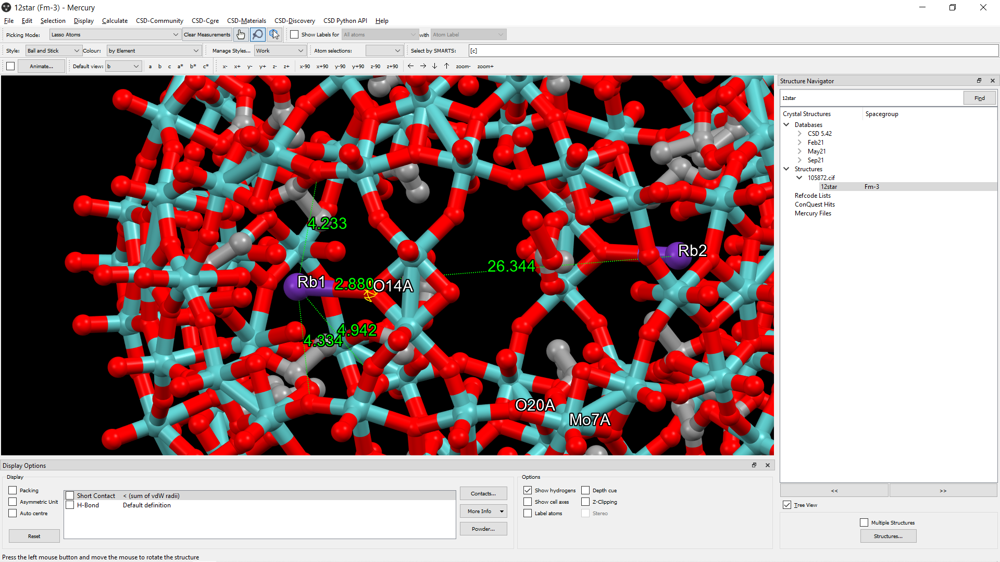 12star (Fm-3) - Mercury
File Edit Selection Display Calculate CSD-Community CSD-Core CSD-Materials CSD-Discovery CSD Python API Help
Picking Mode: Lasso Atoms Clear Measurements Show Labels for All atoms with Atom Label
Style: Ball and Stick Colour: by Element Manage Styles... Work Atom selections: Select by SMARTS: [c]
Animate... Default view: b a b c a* b* c* x- x+ y- y+ z- z+ x-90 x+90 y-90 y+90 z-90 z+90 zoom- zoom+
4.233
Rb2
26.344
Rb1 2.880 O14A
4.942
4.334
O20A
Mo7A
Structure Navigator
12star Find
Crystal Structures Spacegroup
Databases
CSD 5.42
Feb21
May21
Sep21
Structures
105872.cif
12star Fm-3
Refcode Lists
ConQuest Hits
Mercury Files
<< >>
Tree View
Multiple Structures
Structures...
Display Options
Display
Packing
Asymmetric Unit
Auto centre
Reset
Short Contact < (sum of vdW radii)
H-Bond Default definition
Contacts...
More Info
Powder...
Options
Show hydrogens Depth cue
Show cell axes Z-Clipping
Label atoms Stereo
Press the left mouse button and move the mouse to rotate the structure